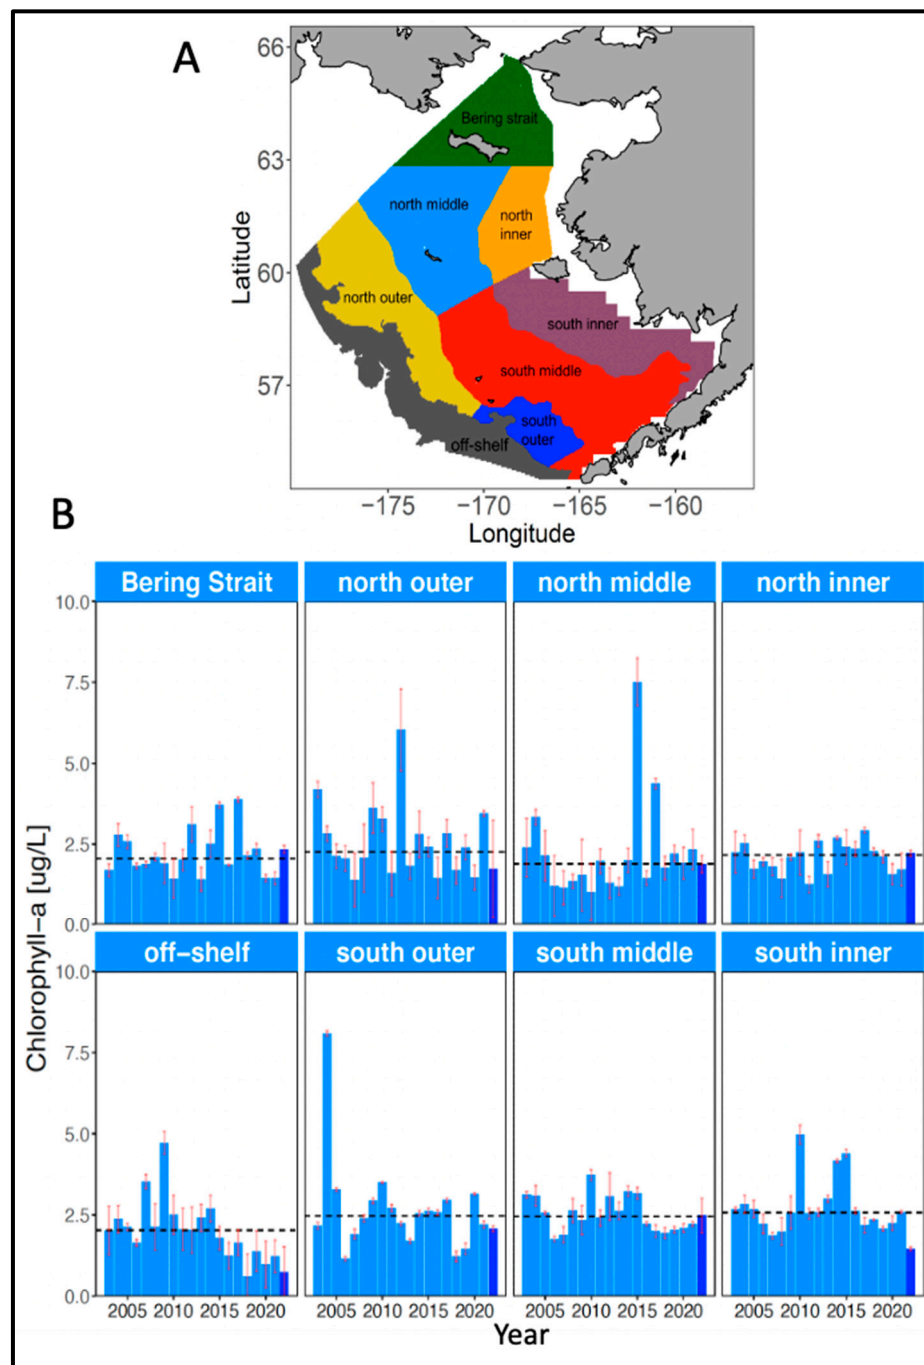 A
66
63
60
57
Latitude
Bering strait
north middle
north
inner
north outer
south inner
south middle
south
outer
off-shelf
−175
−170
−165
−160
Longitude
B
Bering Strait
north outer
north middle
north inner
10.0
7.5
5.0
2.5
0.0
off−shelf
south outer
south middle
south inner
10.0
7.5
5.0
2.5
0.0
Chlorophyll−a [ug/L]
2005 2010 2015 2020
2005 2010 2015 2020
2005 2010 2015 2020
2005 2010 2015 2020
Year